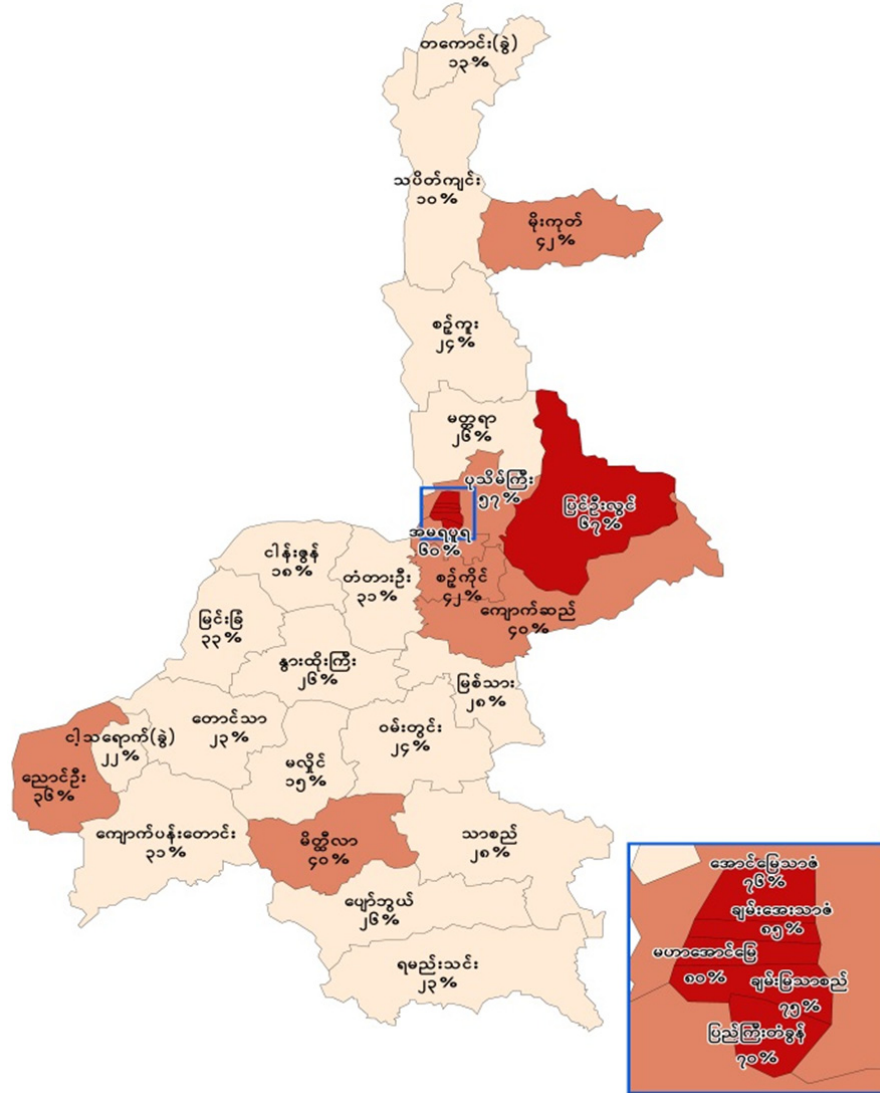 တကောင်း(ခွဲ)
၁၃%
သပိတ်ကျင်း
၁၀%
မိုးကုတ်
၄၂%
စဉ့်ကူး
၂၄%
မတ္တရာ
၂၆%
ပုသိမ်ကြီး
၅၇%
ပြင်ဦးလွင်
၆၇%
အမရပူရ
၆၀%
ငါန်းဇွန်
၁၈%
တံတားဦး
၃၁%
စဉ့်ကိုင်
၄၂%
ကျောက်ဆည်
၄၀%
မြင်းခြံ
၃၃%
နွားထိုးကြီး
၂၆%
မြစ်သား
၂၈%
တောင်သာ
၂၃%
ဝမ်းတွင်း
၂၄%
ငါ့သရောက်(ခွဲ)
၂၂%
မလှိုင်
၁၅%
ညောင်ဦး
၃၆%
ကျောက်ပန်းတောင်း
၃၁%
မိတ္ထီလာ
၄၀%
သာစည်
၂၈%
ပျော်ဘွယ်
၂၆%
ရမည်းသင်း
၂၃%
အောင်မြေသာဇံ
၇၆%
ချမ်းအေးသာဇံ
၈၅%
မဟာအောင်မြေ
၈၀%
ချမ်းမြသာစည်
၇၅%
ပြည်ကြီးတံခွန်
၇၀%